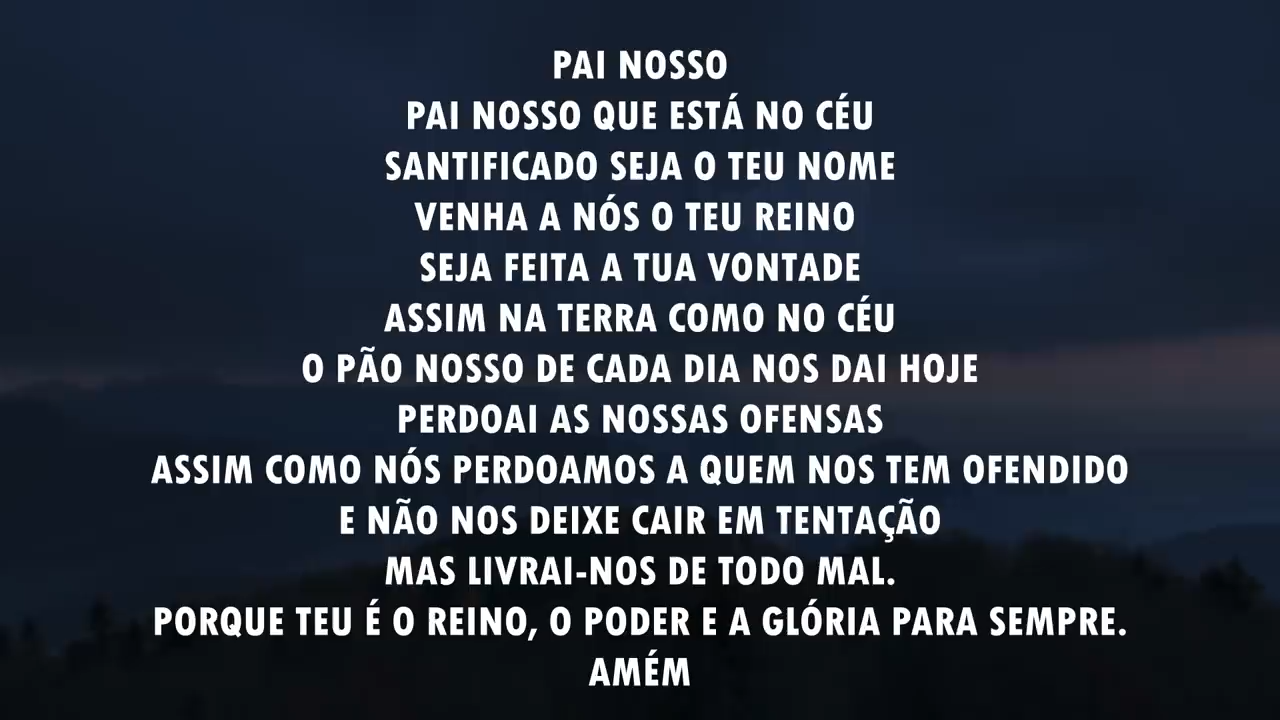 PAI NOSSO
PAI NOSSO QUE ESTÁ NO CÉU
SANTIFICADO SEJA O TEU NOME
VENHA A NÓS O TEU REINO
SEJA FEITA A TUA VONTADE
ASSIM NA TERRA COMO NO CÉU
O PÃO NOSSO DE CADA DIA NOS DAI HOJE
PERDOAI AS NOSSAS OFENSAS
ASSIM COMO NÓS PERDOAMOS A QUEM NOS TEM OFENDIDO
E NÃO NOS DEIXE CAIR EM TENTAÇÃO
MAS LIVRAI-NOS DE TODO MAL.
PORQUE TEU É O REINO, O PODER E A GLÓRIA PARA SEMPRE.
AMÉM